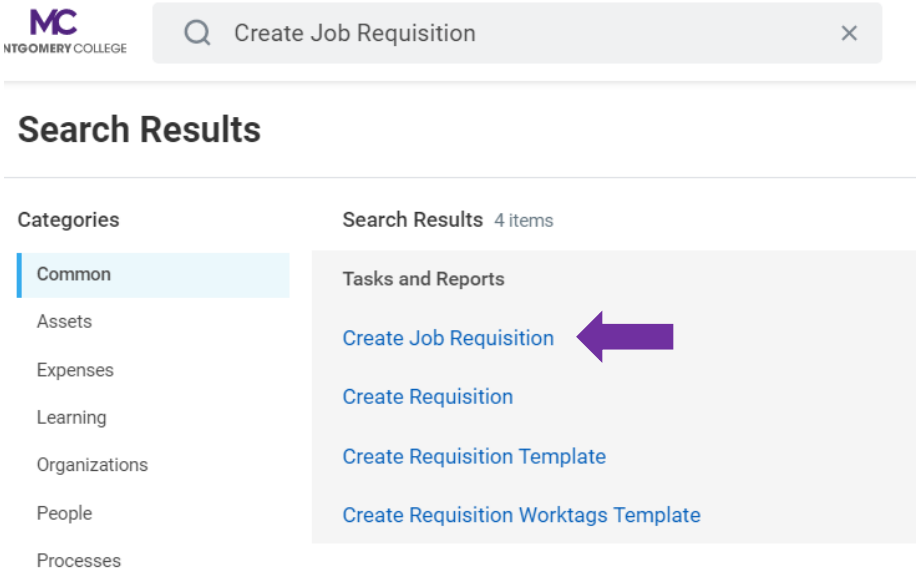 MC
NTGOMERY COLLEGE
Create Job Requisition
Search Results
Categories
Common
Assets
Expenses
Learning
Organizations
People
Processes
Search Results 4 items
Tasks and Reports
Create Job Requisition
Create Requisition
Create Requisition Template
Create Requisition Worktags Template